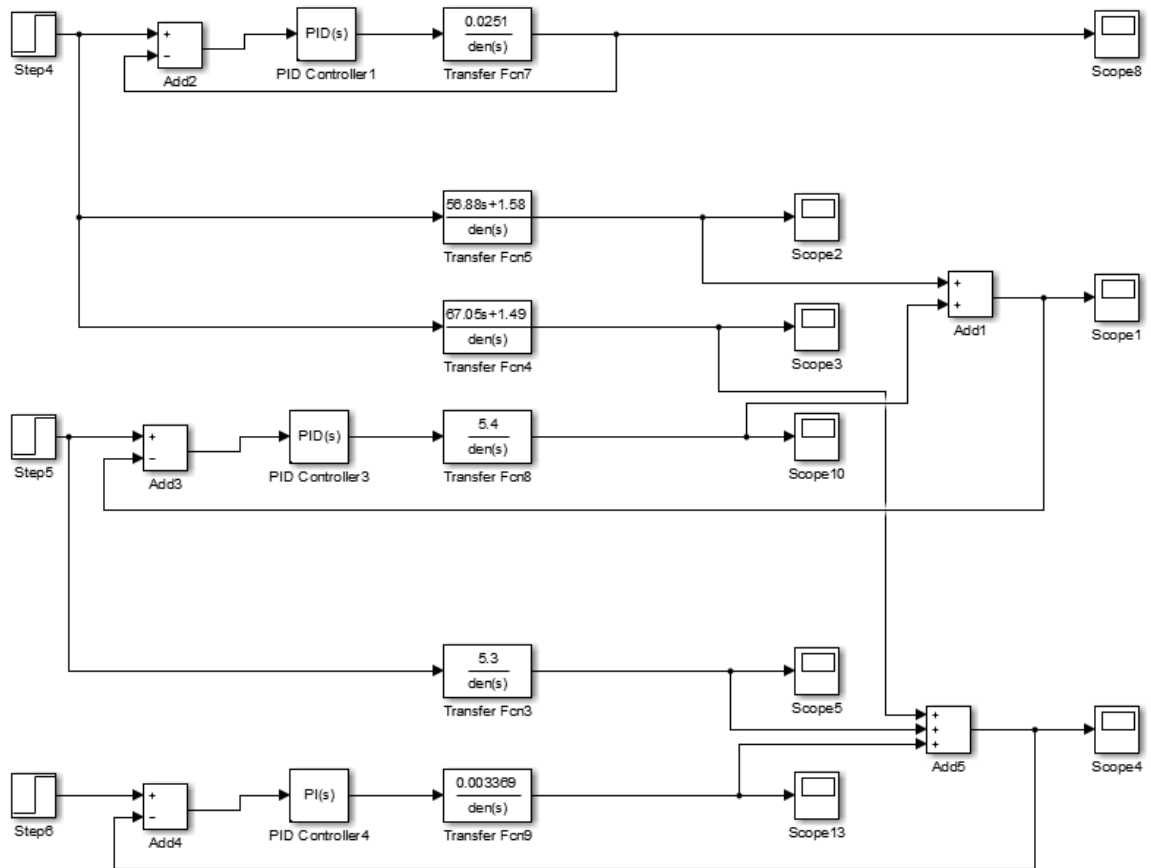 Step4
+
−
Add2
PID(s)
PID Controller1
0.0251
den(s)
Transfer Fcn7
Scope8
56.88s+1.58
den(s)
Transfer Fcn5
Scope2
67.05s+1.49
den(s)
Transfer Fcn4
Scope3
+
+
Add1
Scope1
Step5
+
−
Add3
PID(s)
PID Controller3
5.4
den(s)
Transfer Fcn8
Scope10
5.3
den(s)
Transfer Fcn3
Scope5
+
+
+
Add5
Scope4
Step6
+
−
Add4
PI(s)
PID Controller4
0.003369
den(s)
Transfer Fcn9
Scope13